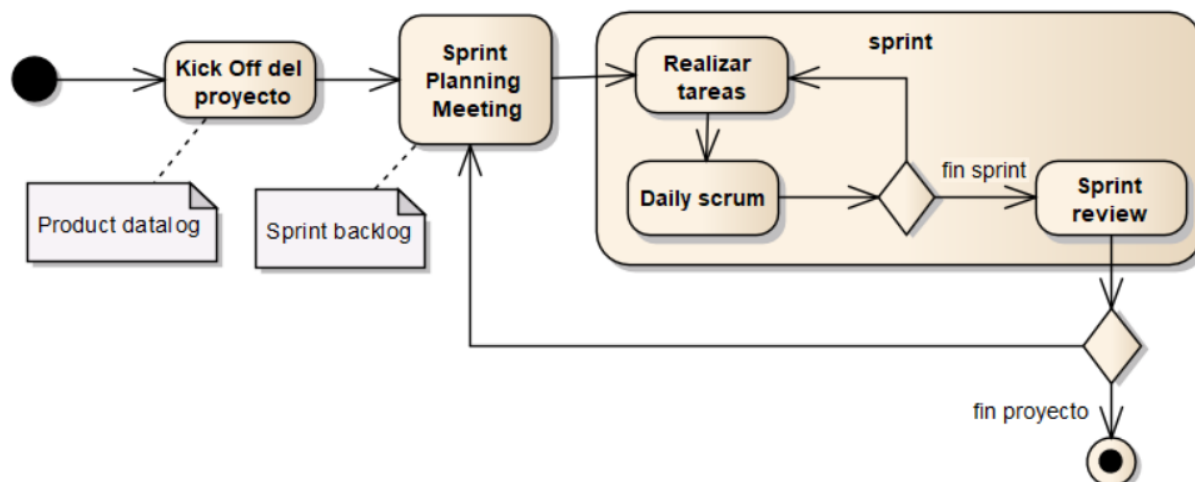 Kick Off del
proyecto
Sprint
Planning
Meeting
sprint
Realizar
tareas
Daily scrum
fin sprint
Sprint
review
Product datalog
Sprint backlog
fin proyecto